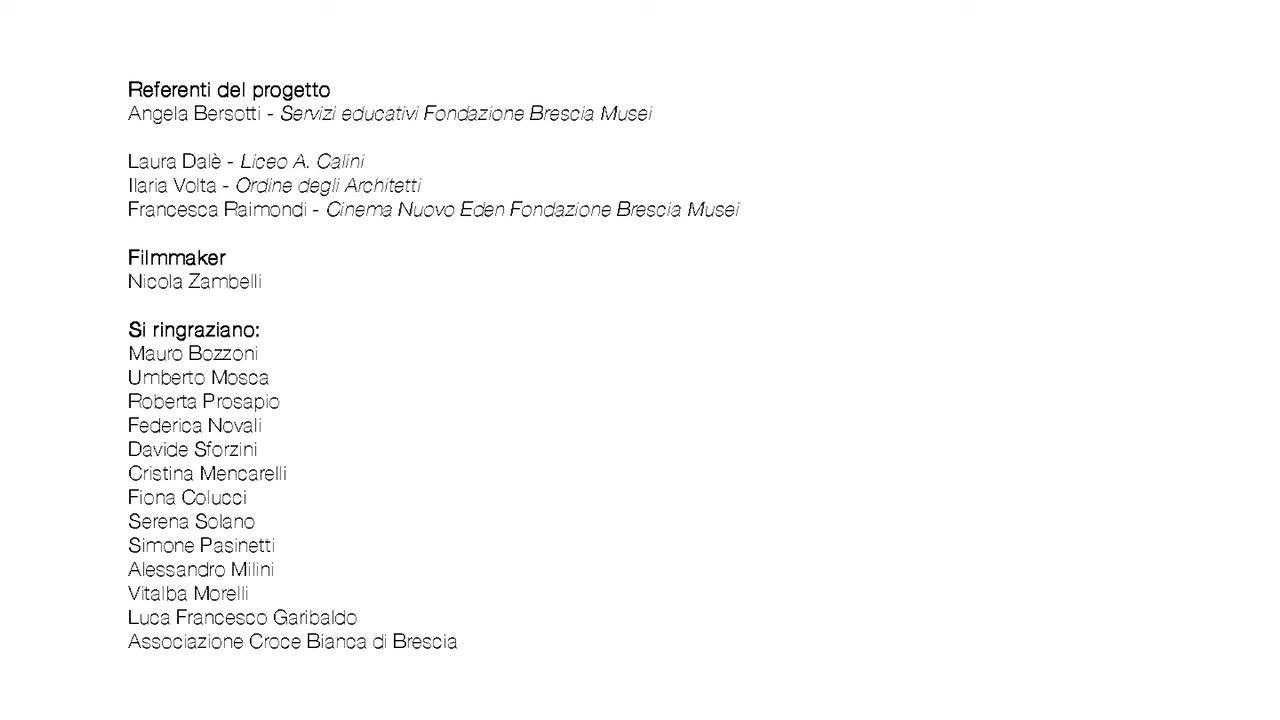 Referenti del progetto
Angela Bersotti - Servizi educativi Fondazione Brescia Musei
Laura Dalè - Liceo A. Calini
Ilaria Volta - Ordine degli Architetti
Francesca Raimondi - Cinema Nuovo Eden Fondazione Brescia Musei
Filmmaker
Nicola Zambelli
Si ringraziano:
Mauro Bozzoni
Umberto Mosca
Roberta Prosapio
Federica Novali
Davide Sforzini
Cristina Mencarelli
Fiona Colucci
Serena Solano
Simone Pasinetti
Alessandro Milini
Vitalba Morelli
Luca Francesco Garibaldo
Associazione Croce Bianca di Brescia